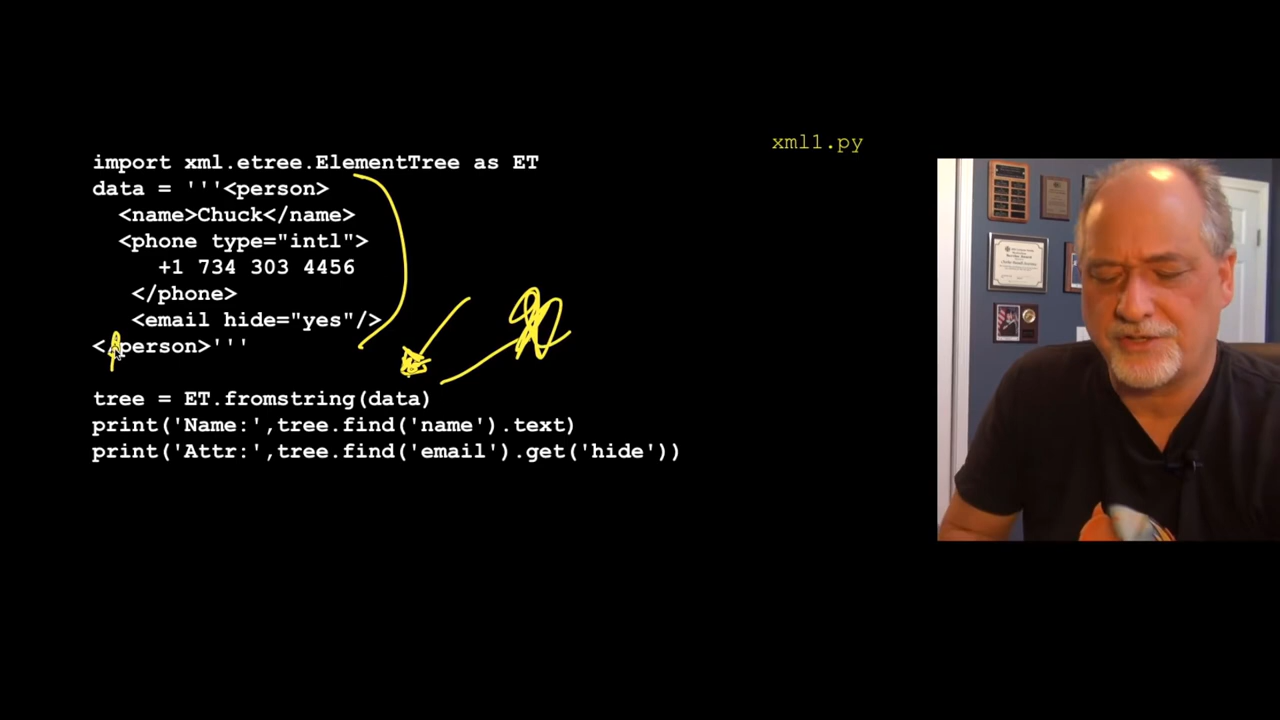 xml1.py
import xml.etree.ElementTree as ET
data = '''<person>
  <name>Chuck</name>
  <phone type="intl">
     +1 734 303 4456
   </phone>
   <email hide="yes"/>
</person>'''
tree = ET.fromstring(data)
print('Name:',tree.find('name').text)
print('Attr:',tree.find('email').get('hide'))